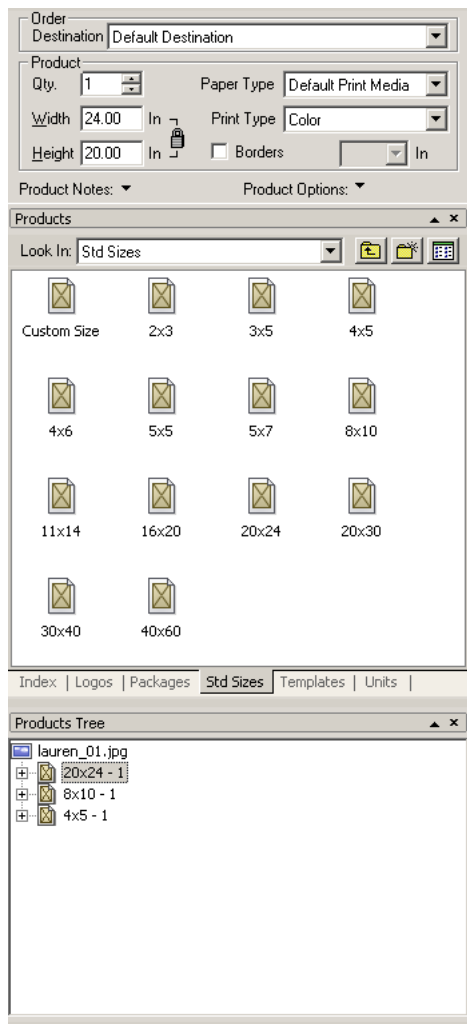 Order
Destination Default Destination
Product
Qty. 1 Paper Type Default Print Media
Width 24.00 In Print Type Color
Height 20.00 In Borders In
Product Notes: Product Options:
Products
Look In: Std Sizes
Custom Size 2x3 3x5 4x5
4x6 5x5 5x7 8x10
11x14 16x20 20x24 20x30
30x40 40x60
Index | Logos | Packages Std Sizes Templates | Units |
Products Tree
lauren_01.jpg
20x24 - 1
8x10 - 1
4x5 - 1